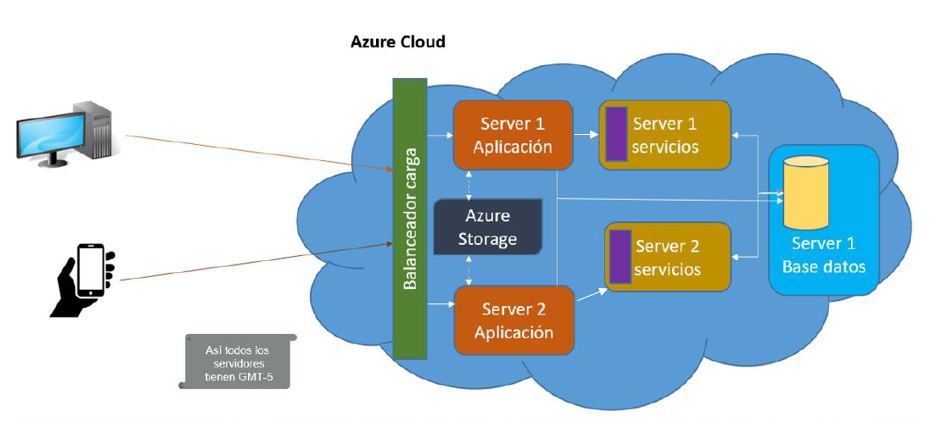 Azure Cloud
Balanceador carga
Server 1
Aplicación
Server 1
servicios
Azure
Storage
Server 2
servicios
Server 1
Base datos
Server 2
Aplicación
Así todos los
servidores
tienen GMT-5